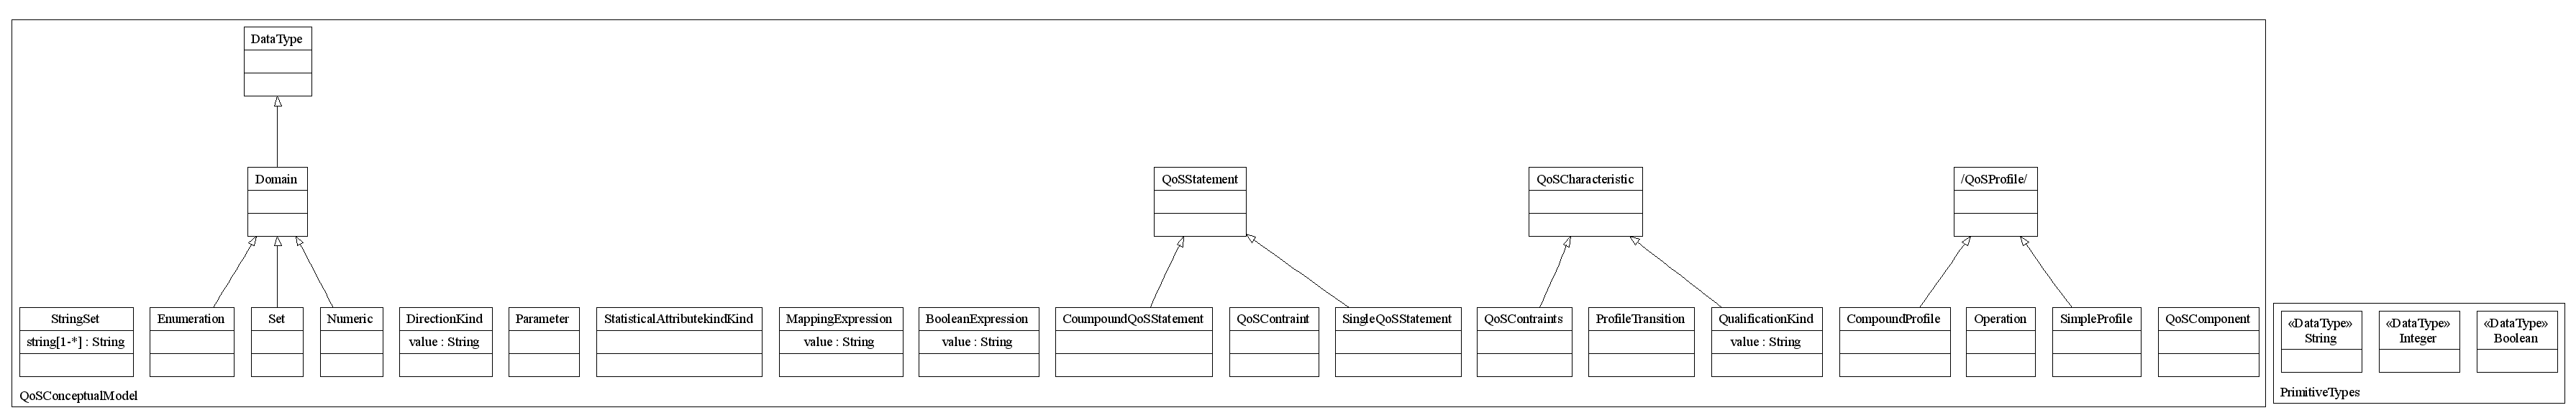 DataType
Domain
QoSStatement
QoSCharacteristic
/QoSProfile/
StringSet
string[1-*] : String
Enumeration
Set
Numeric
DirectionKind
value : String
Parameter
StatisticalAttributekindKind
MappingExpression
value : String
BooleanExpression
value : String
CoumpoundQoSStatement
QoSContraint
SingleQoSStatement
QoSContraints
ProfileTransition
QualificationKind
value : String
CompoundProfile
Operation
SimpleProfile
QoSComponent
QoSConceptualModel
«DataType»
String
«DataType»
Integer
«DataType»
Boolean
PrimitiveTypes